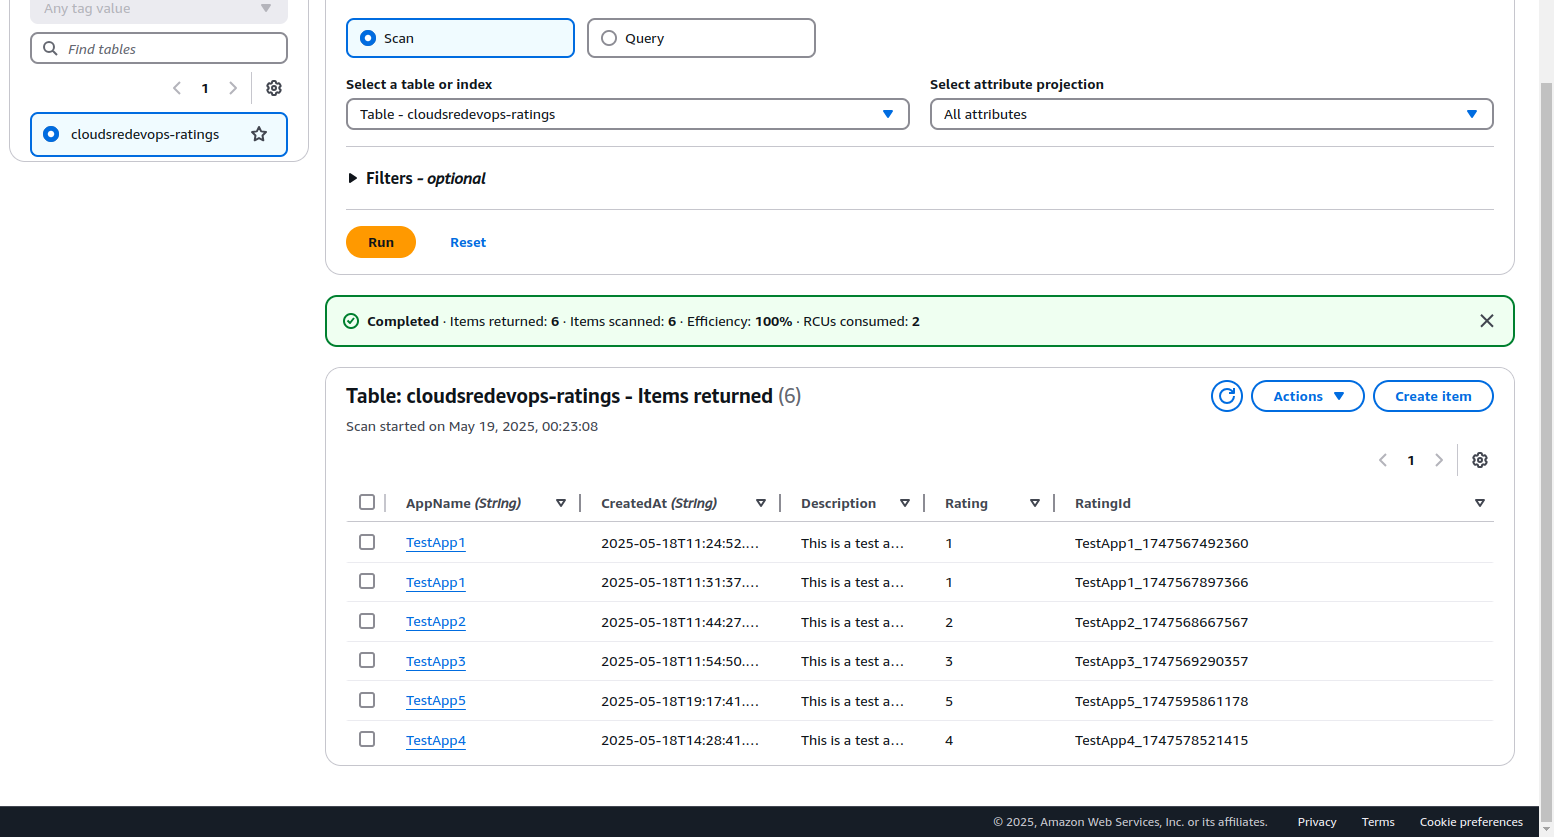 Any tag value
Find tables
1
cloudsredevops-ratings
Scan
Query
Select a table or index
Select attribute projection
Table - cloudsredevops-ratings
All attributes
Filters - optional
Run
Reset
Completed · Items returned: 6 · Items scanned: 6 · Efficiency: 100% · RCUs consumed: 2
Table: cloudsredevops-ratings - Items returned (6)
Actions
Create item
Scan started on May 19, 2025, 00:23:08
1
AppName (String) CreatedAt (String) Description Rating RatingId
TestApp1 2025-05-18T11:24:52.... This is a test a... 1 TestApp1_1747567492360
TestApp1 2025-05-18T11:31:37.... This is a test a... 1 TestApp1_1747567897366
TestApp2 2025-05-18T11:44:27.... This is a test a... 2 TestApp2_1747568667567
TestApp3 2025-05-18T11:54:50.... This is a test a... 3 TestApp3_1747569290357
TestApp5 2025-05-18T19:17:41.... This is a test a... 5 TestApp5_1747595861178
TestApp4 2025-05-18T14:28:41.... This is a test a... 4 TestApp4_1747578521415
© 2025, Amazon Web Services, Inc. or its affiliates. Privacy Terms Cookie preferences